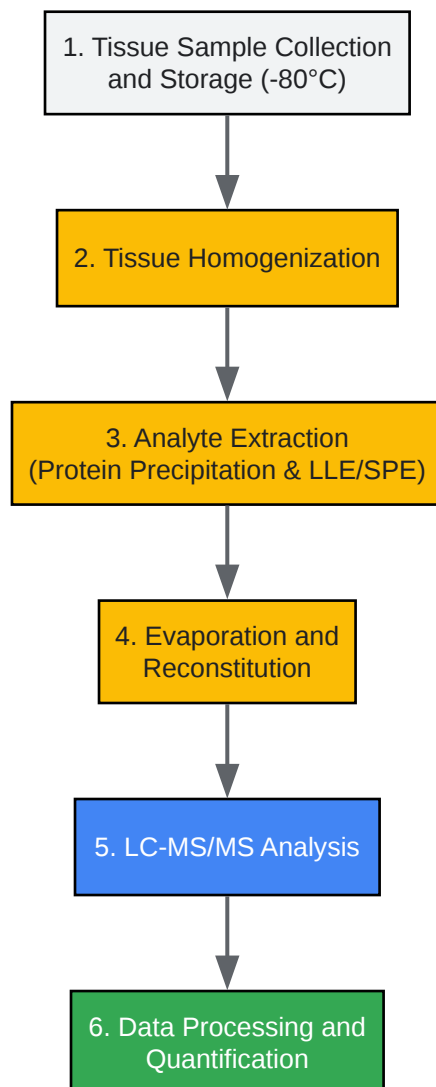 1. Tissue Sample Collection
and Storage (-80°C)
2. Tissue Homogenization
3. Analyte Extraction
(Protein Precipitation & LLE/SPE)
4. Evaporation and
Reconstitution
5. LC-MS/MS Analysis
6. Data Processing and
Quantification